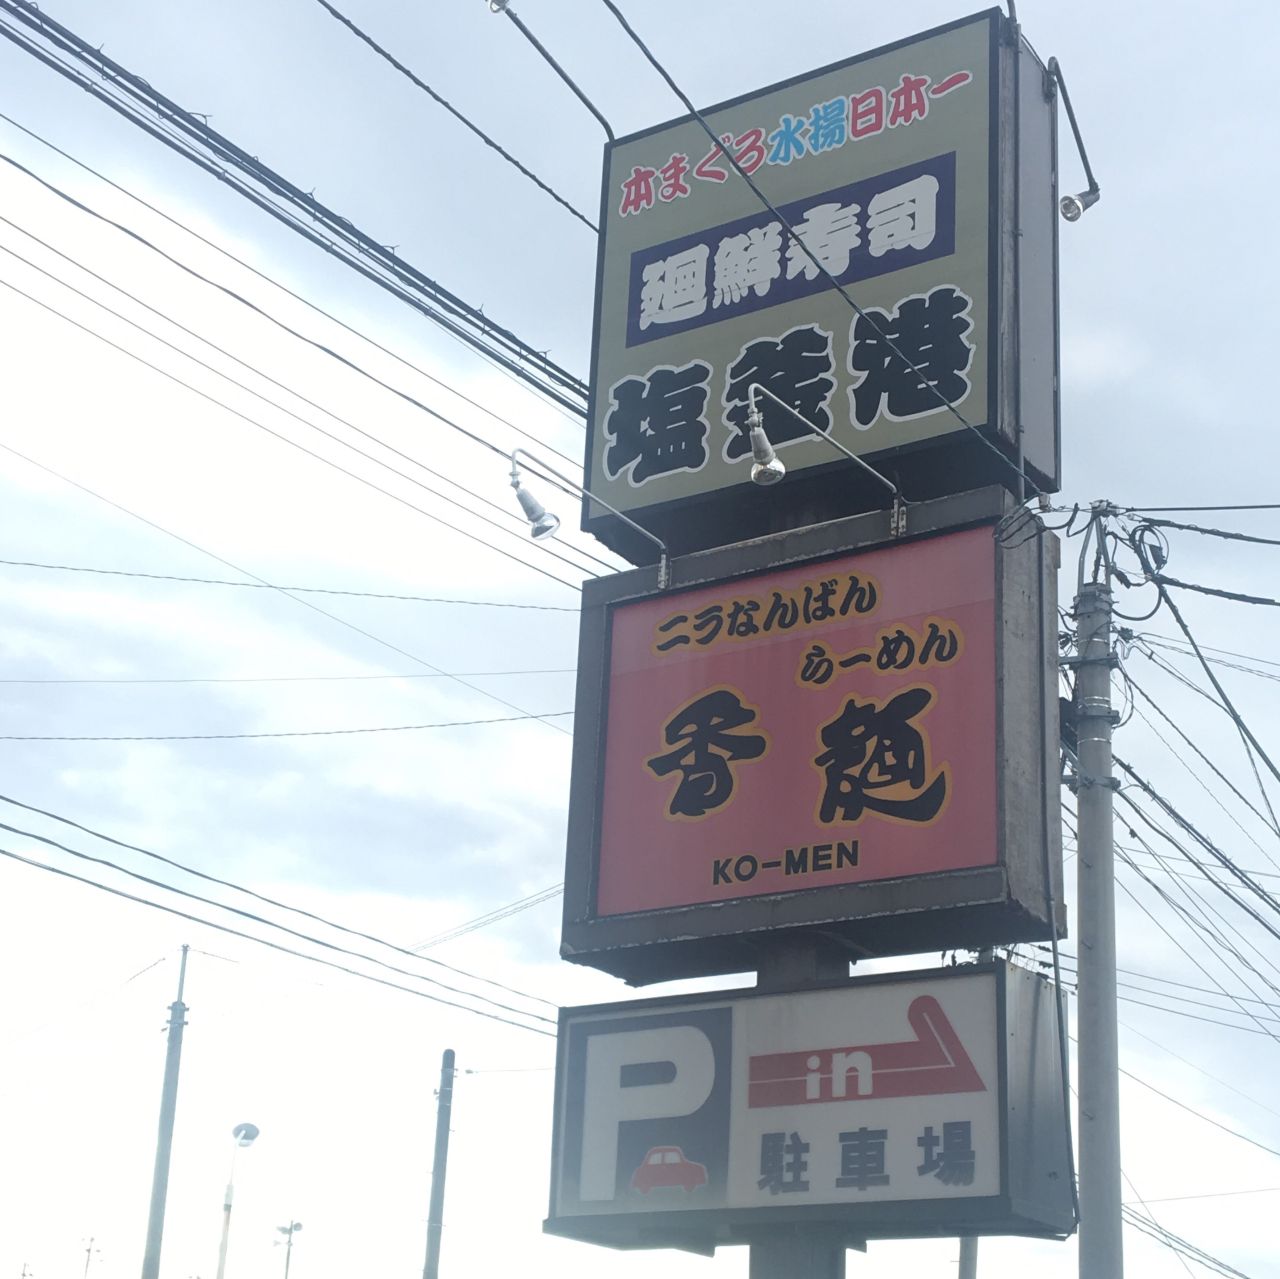 本まぐろ水揚日本一
廻鮮寿司
塩釜港
ニラなんばん
らーめん
香麺
KO-MEN
P
in
駐車場